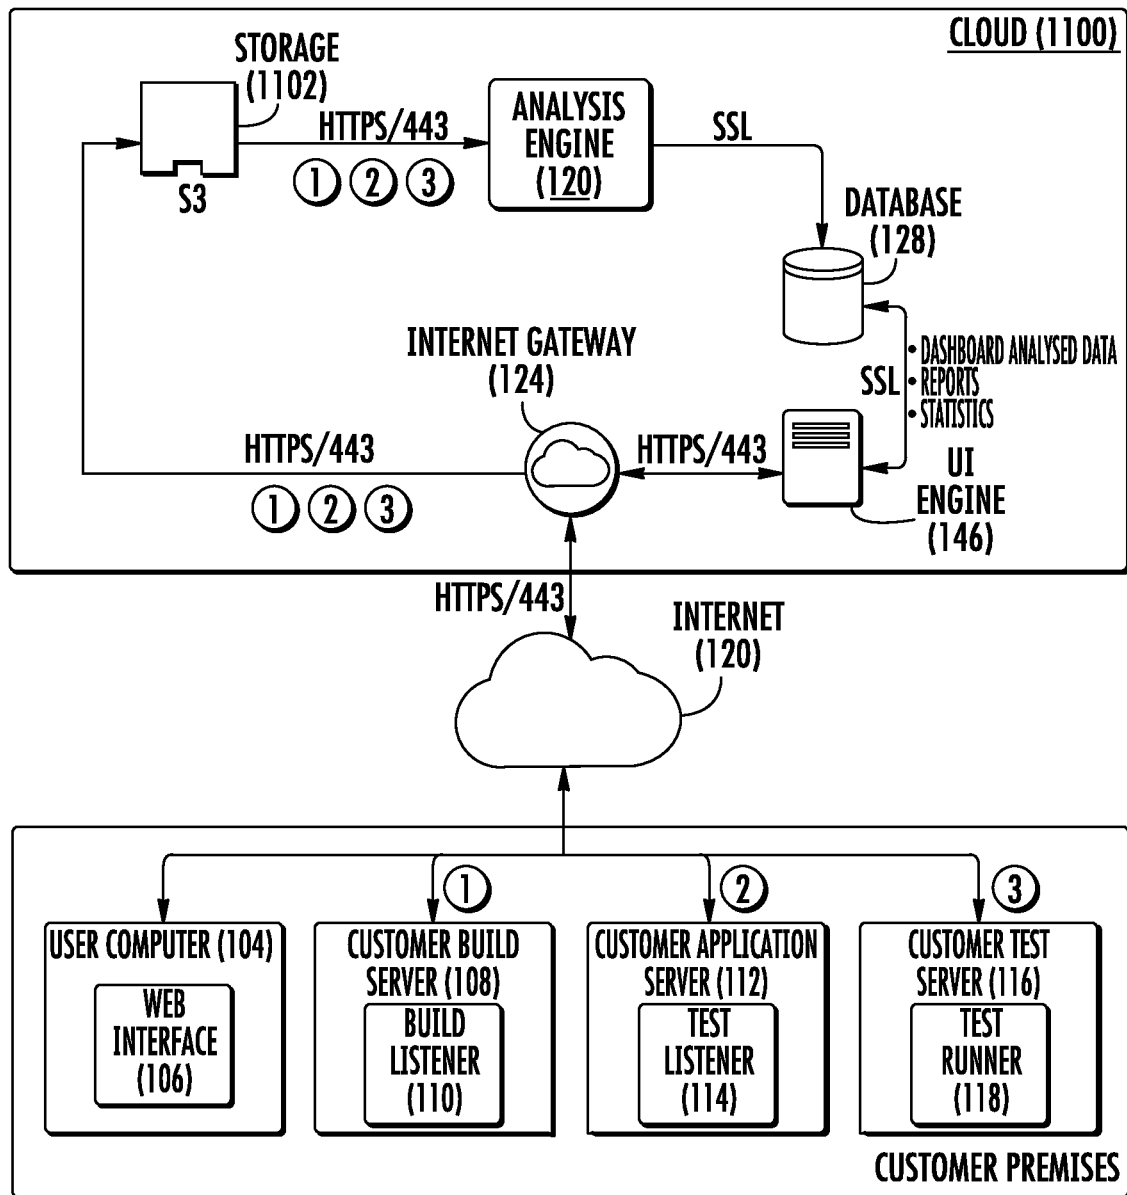 CLOUD (1100)
STORAGE
(1102)
HTTPS/443
1 2 3
S3
ANALYSIS
ENGINE
(120)
SSL
DATABASE
(128)
INTERNET GATEWAY
(124)
SSL
• DASHBOARD ANALYSED DATA
• REPORTS
• STATISTICS
HTTPS/443
1 2 3
HTTPS/443
UI
ENGINE
(146)
HTTPS/443
INTERNET
(120)
1
2
3
USER COMPUTER (104)
WEB
INTERFACE
(106)
CUSTOMER BUILD
SERVER (108)
BUILD
LISTENER
(110)
CUSTOMER APPLICATION
SERVER (112)
TEST
LISTENER
(114)
CUSTOMER TEST
SERVER (116)
TEST
RUNNER
(118)
CUSTOMER PREMISES